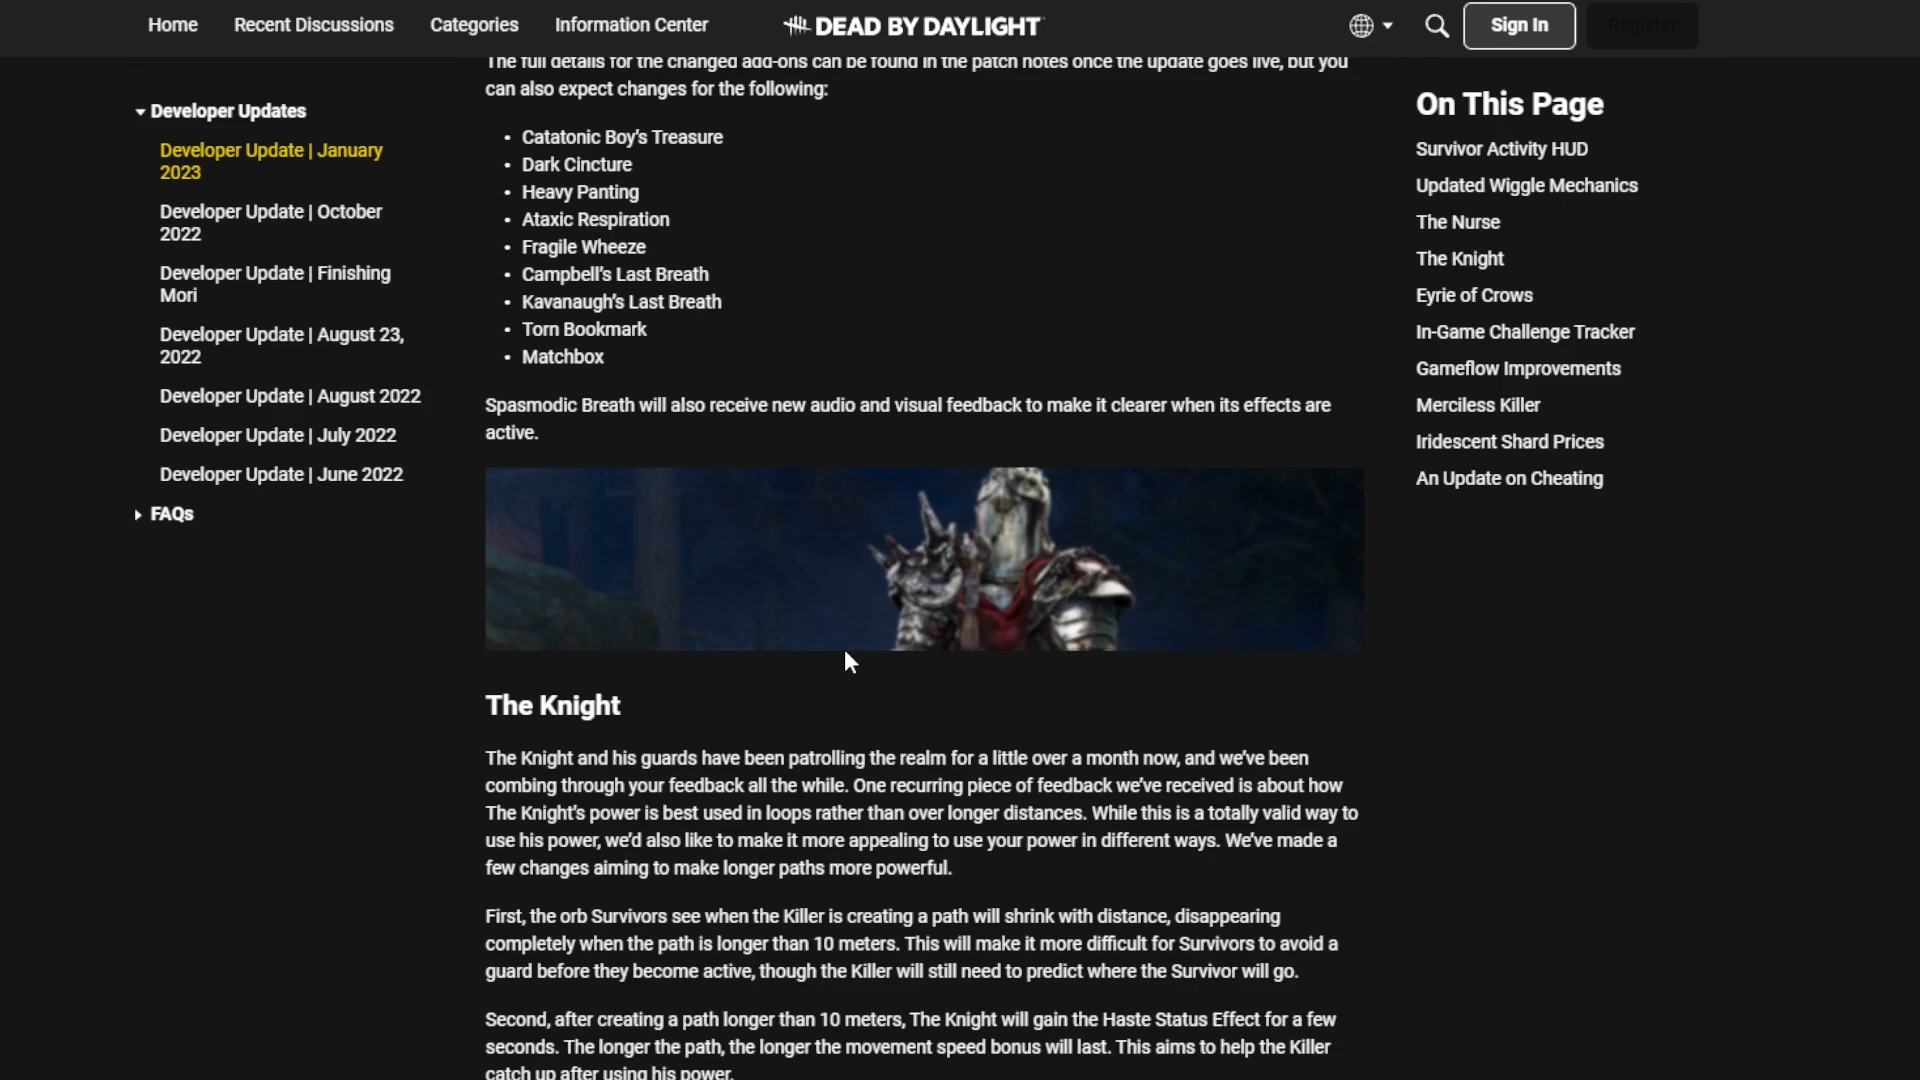 Home Recent Discussions Categories Information Center DEAD BY DAYLIGHT Sign In Register
Developer Updates
Developer Update | January
2023
Developer Update | October
2022
Developer Update | Finishing
Mori
Developer Update | August 23,
2022
Developer Update | August 2022
Developer Update | July 2022
Developer Update | June 2022
FAQs
The full details for the changed add-ons can be found in the patch notes once the update goes live, but you
can also expect changes for the following:
• Catatonic Boy's Treasure
• Dark Cincture
• Heavy Panting
• Ataxic Respiration
• Fragile Wheeze
• Campbell's Last Breath
• Kavanaugh's Last Breath
• Torn Bookmark
• Matchbox
Spasmodic Breath will also receive new audio and visual feedback to make it clearer when its effects are
active.
The Knight
The Knight and his guards have been patrolling the realm for a little over a month now, and we've been
combing through your feedback all the while. One recurring piece of feedback we've received is about how
The Knight's power is best used in loops rather than over longer distances. While this is a totally valid way to
use his power, we'd also like to make it more appealing to use your power in different ways. We've made a
few changes aiming to make longer paths more powerful.
First, the orb Survivors see when the Killer is creating a path will shrink with distance, disappearing
completely when the path is longer than 10 meters. This will make it more difficult for Survivors to avoid a
guard before they become active, though the Killer will still need to predict where the Survivor will go.
Second, after creating a path longer than 10 meters, The Knight will gain the Haste Status Effect for a few
seconds. The longer the path, the longer the movement speed bonus will last. This aims to help the Killer
catch up after using his power.
On This Page
Survivor Activity HUD
Updated Wiggle Mechanics
The Nurse
The Knight
Eyrie of Crows
In-Game Challenge Tracker
Gameflow Improvements
Merciless Killer
Iridescent Shard Prices
An Update on Cheating